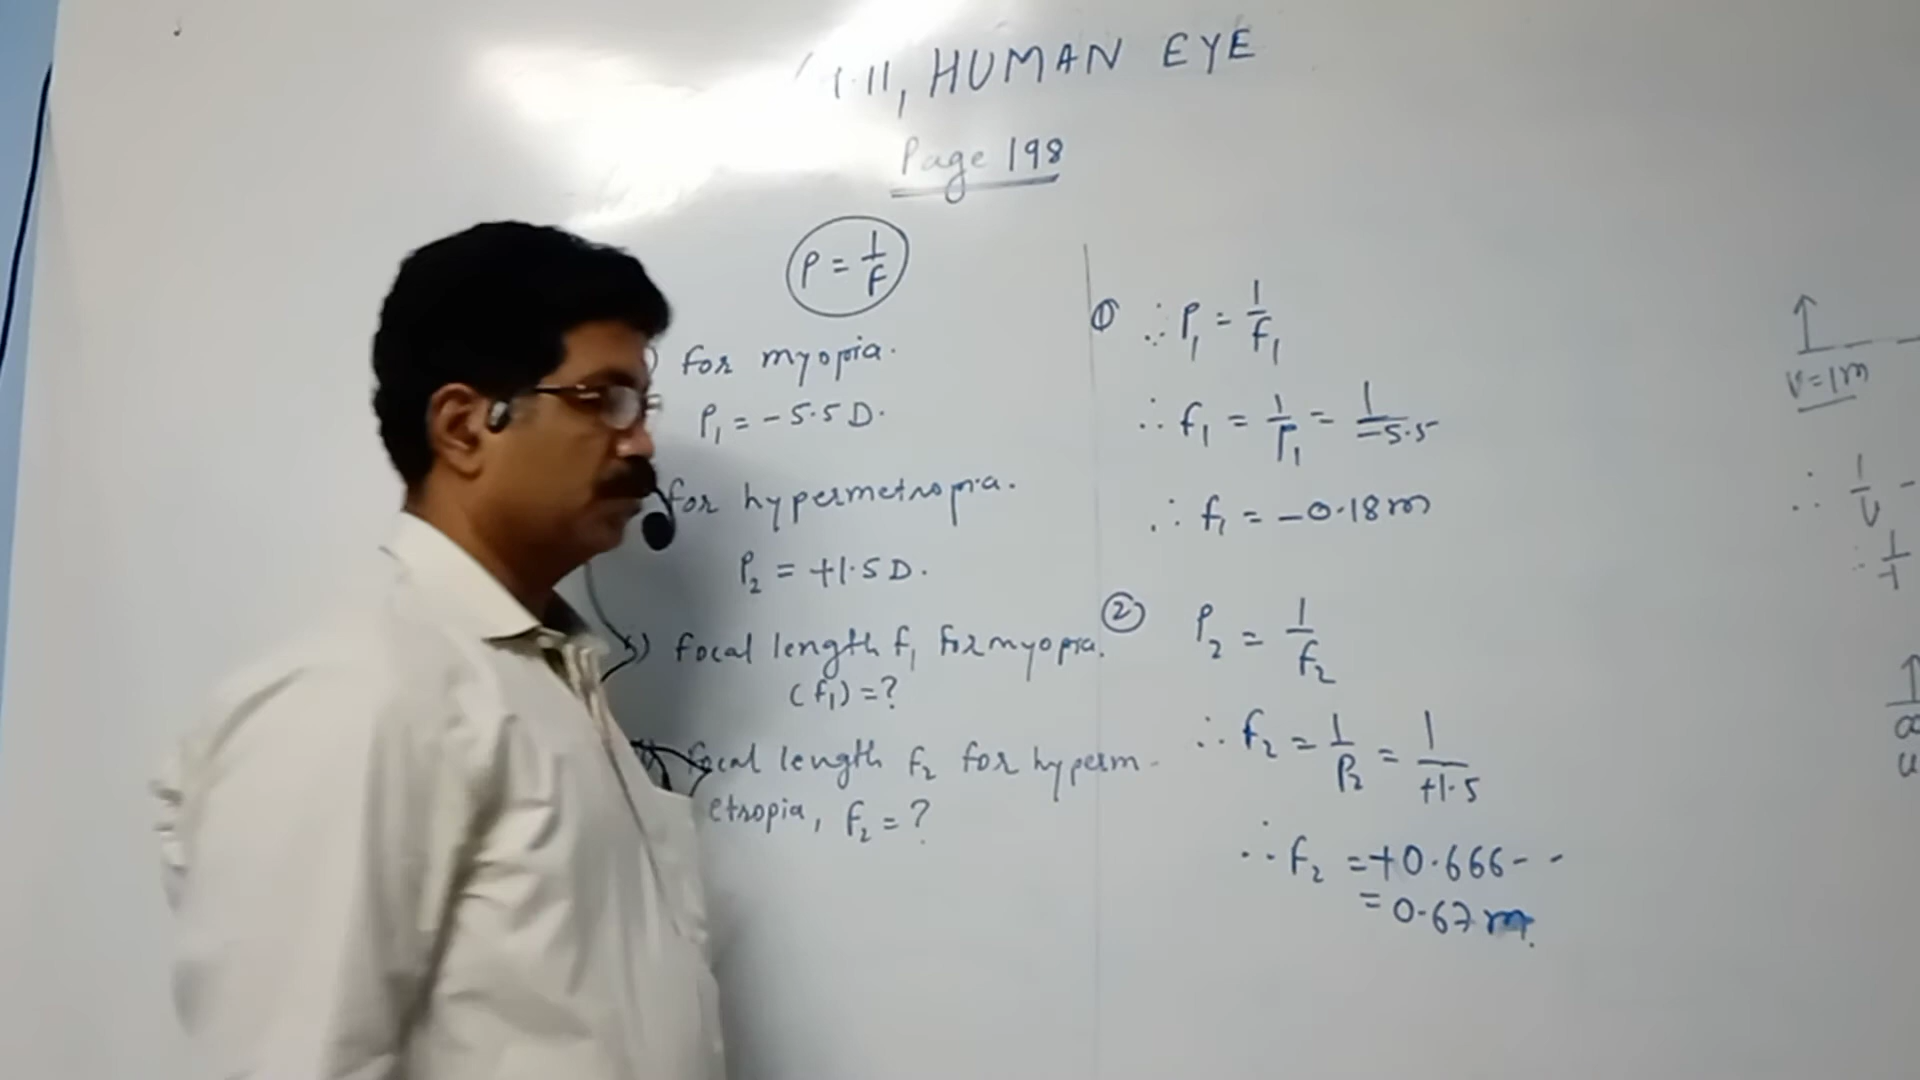 1.11, HUMAN EYE
Page 198
P = 1/F
) for myopia.
P₁ = -5.5 D.
for hypermetropia.
P₂ = +1.5 D.
) focal length f₁ for myopia.
(f₁) = ?
focal length f₂ for hyperm-
etropia, f₂ = ?
① ∴ P₁ = 1/f₁
∴ f₁ = 1/P₁ = 1/-5.5
∴ f₁ = -0.18m
② P₂ = 1/f₂
∴ f₂ = 1/P₂ = 1/+1.5
∴ f₂ = +0.666--
= 0.67 m.
V = 1m
∴ 1/V -
∞
u